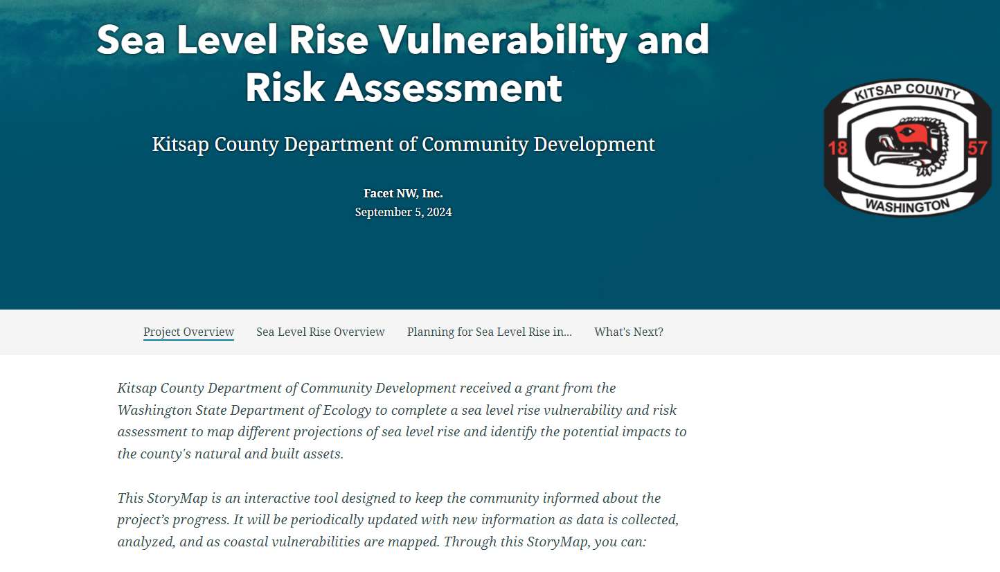 Sea Level Rise Vulnerability and
Risk Assessment
Kitsap County Department of Community Development
Facet NW, Inc.
September 5, 2024
KITSAP COUNTY
18 57
WASHINGTON
Project Overview Sea Level Rise Overview Planning for Sea Level Rise in... What's Next?
Kitsap County Department of Community Development received a grant from the
Washington State Department of Ecology to complete a sea level rise vulnerability and risk
assessment to map different projections of sea level rise and identify the potential impacts to
the county's natural and built assets.
This StoryMap is an interactive tool designed to keep the community informed about the
project’s progress. It will be periodically updated with new information as data is collected,
analyzed, and as coastal vulnerabilities are mapped. Through this StoryMap, you can: